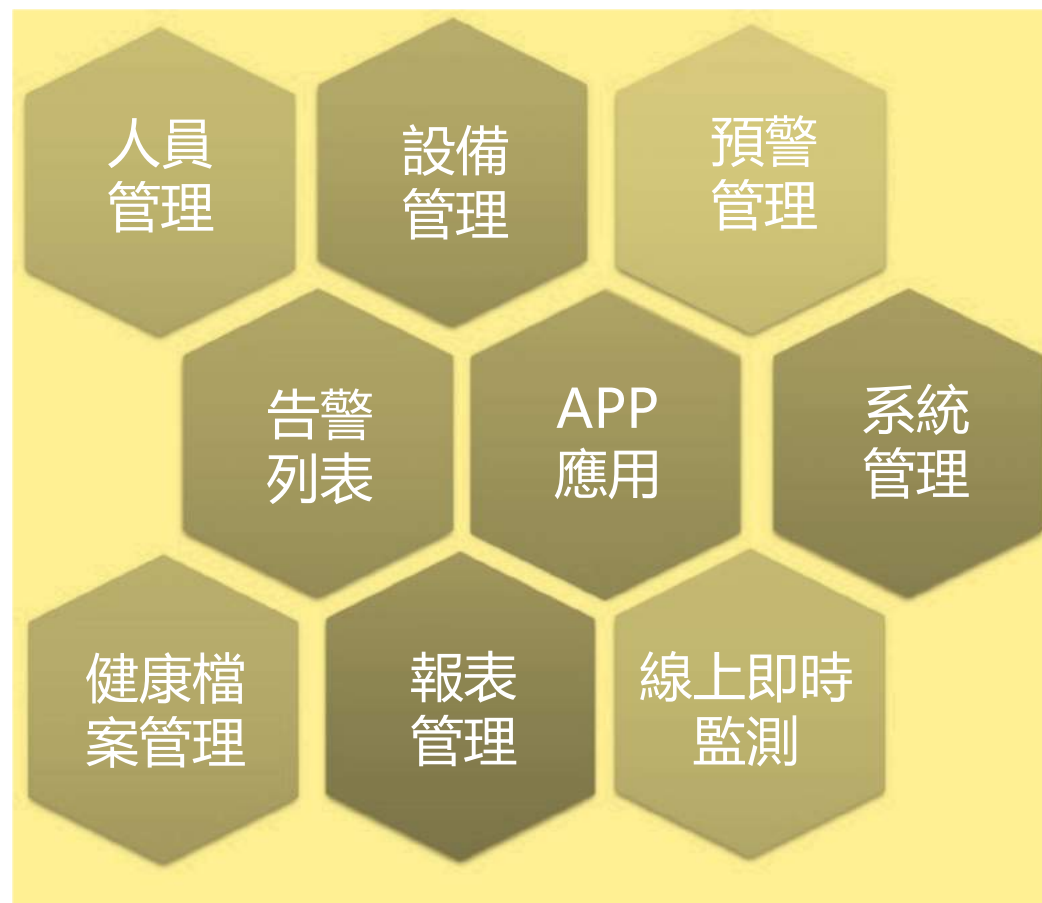 人員
管理
設備
管理
預警
管理
告警
列表
APP
應用
系統
管理
健康檔
案管理
報表
管理
線上即時
監測